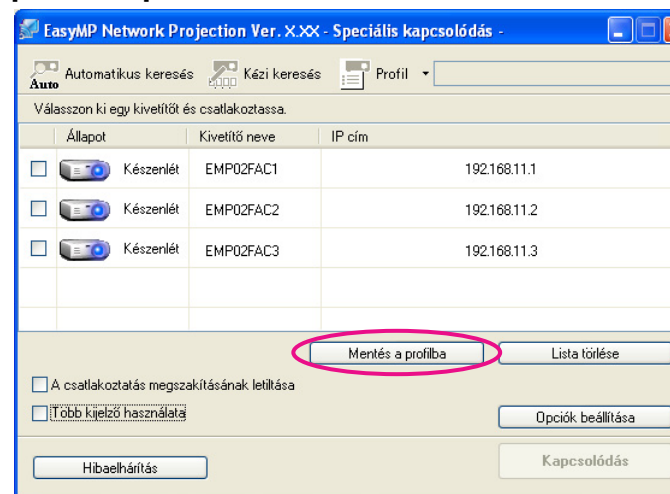 EasyMP Network Projection Ver. X.XX - Speciális kapcsolódás -
Auto Automatikus keresés Kézi keresés Profil
Válasszon ki egy kivetítőt és csatlakoztassa.
Állapot Kivetítő neve IP cím
Készenlét EMP02FAC1 192.168.11.1
Készenlét EMP02FAC2 192.168.11.2
Készenlét EMP02FAC3 192.168.11.3
Mentés a profilba Lista törlése
A csatlakoztatás megszakításának letiltása
Több kijelző használata
Opciók beállítása
Hibaelhárítás Kapcsolódás